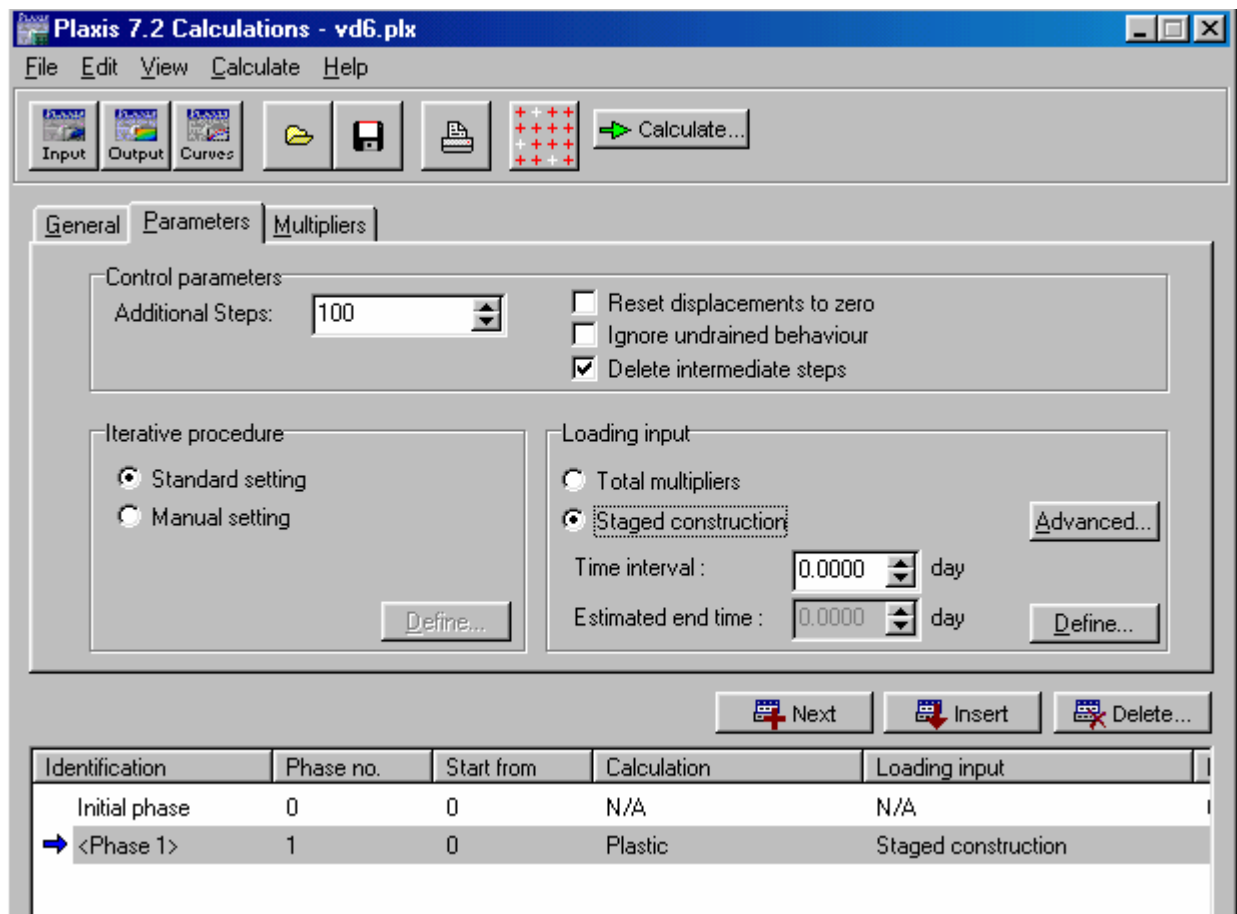 Plaxis 7.2 Calculations - vd6.plx
File Edit View Calculate Help
Input Output Curves Calculate...
General Parameters Multipliers
Control parameters
Additional Steps: 100
Reset displacements to zero
Ignore undrained behaviour
Delete intermediate steps
Iterative procedure
Standard setting
Manual setting
Define...
Loading input
Total multipliers
Staged construction
Advanced...
Time interval : 0.0000 day
Estimated end time : 0.0000 day
Define...
Next Insert Delete...
Identification Phase no. Start from Calculation Loading input
Initial phase 0 0 N/A N/A
<Phase 1> 1 0 Plastic Staged construction